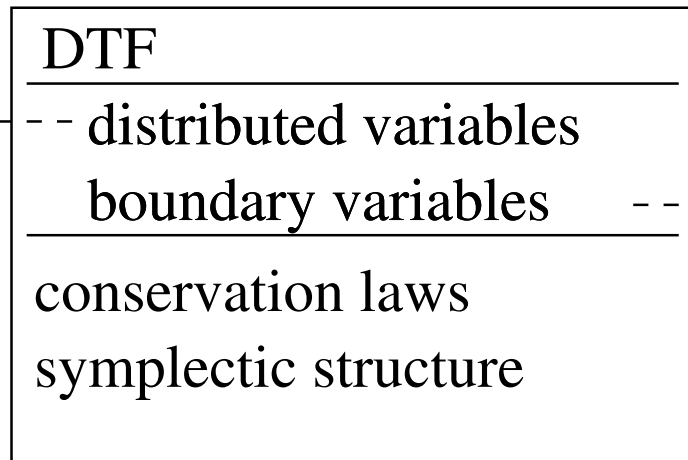 DTF
distributed variables
boundary variables
conservation laws
symplectic structure